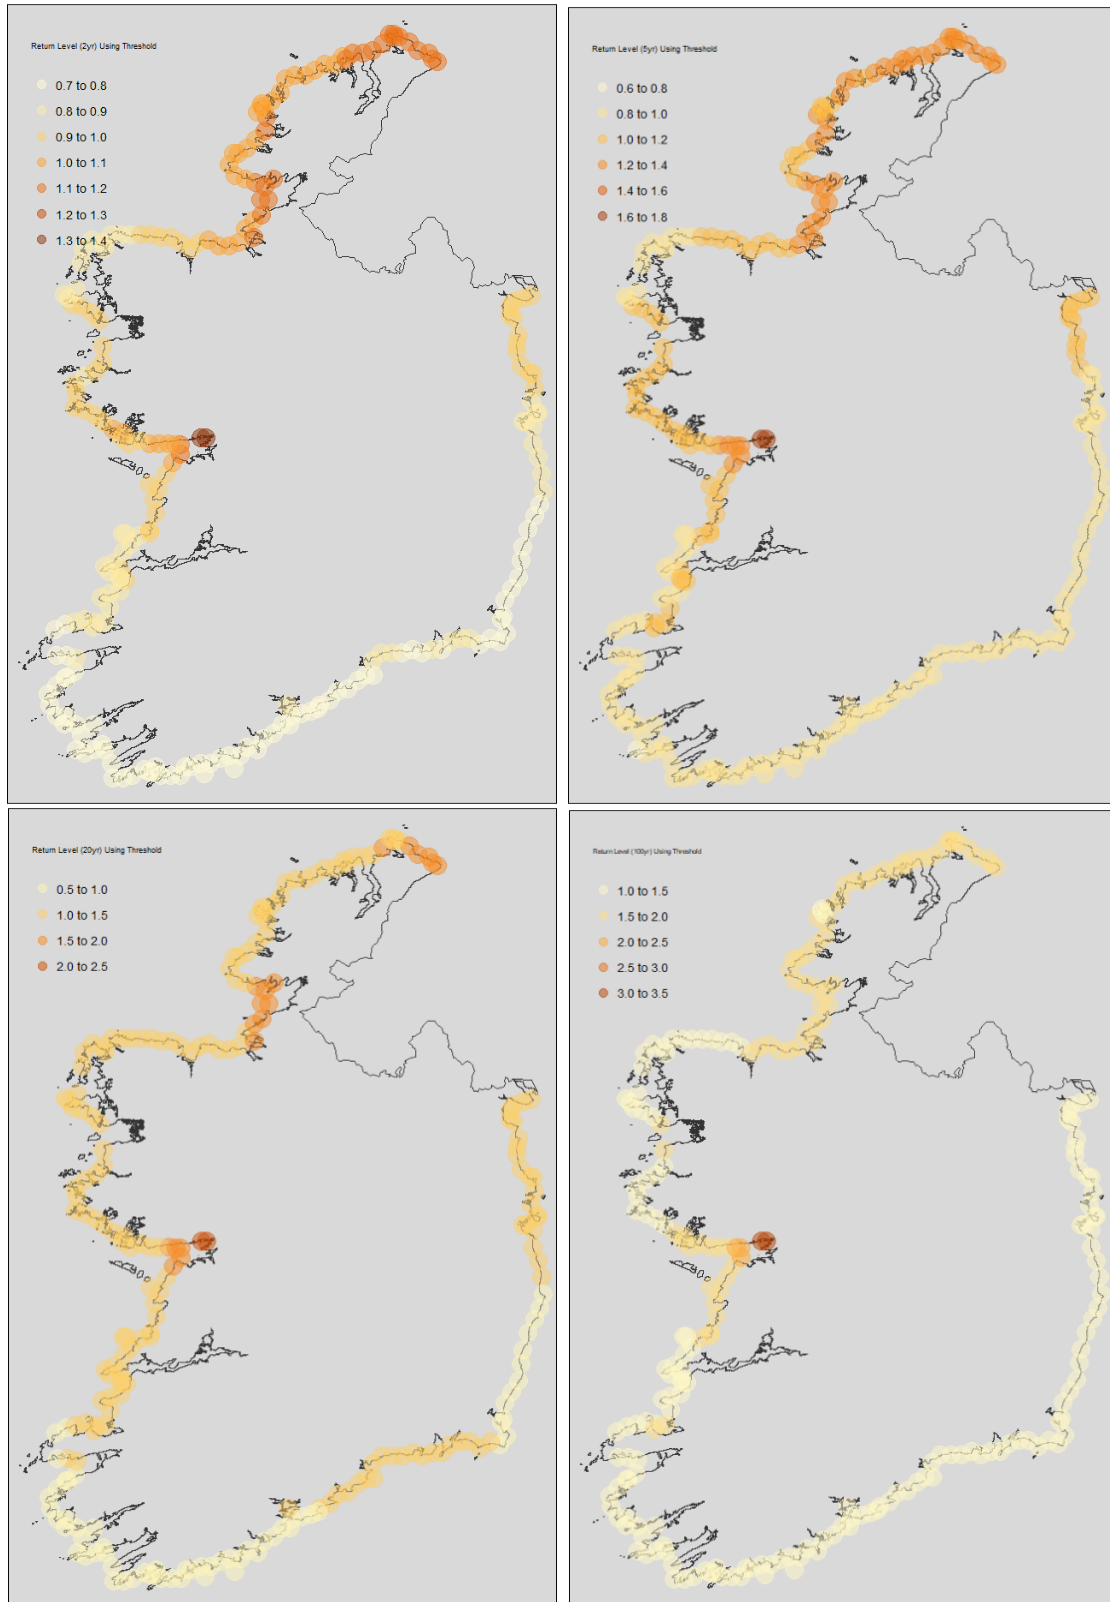 Return Level (2yr) Using Threshold
0.7 to 0.8
0.8 to 0.9
0.9 to 1.0
1.0 to 1.1
1.1 to 1.2
1.2 to 1.3
1.3 to 1.4
Return Level (5yr) Using Threshold
0.6 to 0.8
0.8 to 1.0
1.0 to 1.2
1.2 to 1.4
1.4 to 1.6
1.6 to 1.8
Return Level (20yr) Using Threshold
0.5 to 1.0
1.0 to 1.5
1.5 to 2.0
2.0 to 2.5
Return Level (100yr) Using Threshold
1.0 to 1.5
1.5 to 2.0
2.0 to 2.5
2.5 to 3.0
3.0 to 3.5